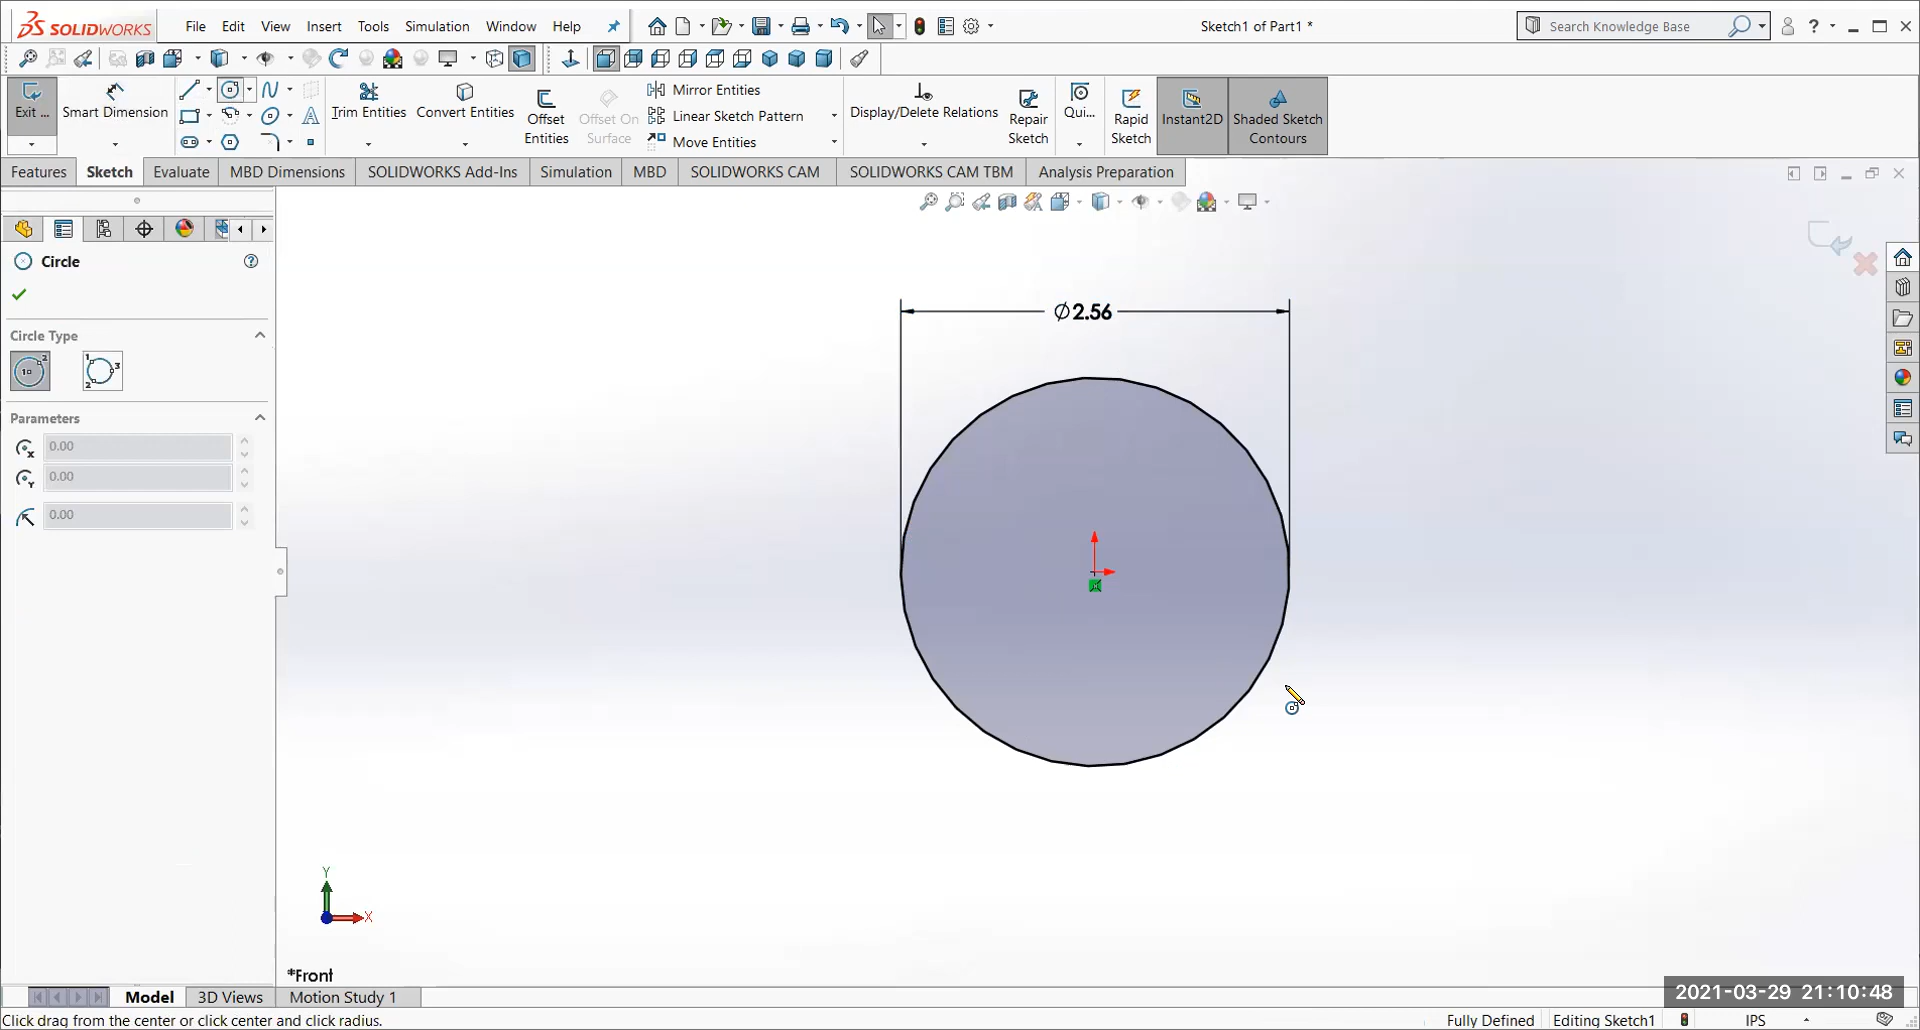 SOLIDWORKS File Edit View Insert Tools Simulation Window Help Sketch1 of Part1 * Search Knowledge Base ?
Exit ... Smart Dimension Trim Entities Convert Entities Offset Entities Offset On Surface Mirror Entities Linear Sketch Pattern Move Entities Display/Delete Relations Repair Sketch Qui... Rapid Sketch Instant2D Shaded Sketch Contours
Features Sketch Evaluate MBD Dimensions SOLIDWORKS Add-Ins Simulation MBD SOLIDWORKS CAM SOLIDWORKS CAM TBM Analysis Preparation
Circle
Circle Type
Parameters
0.00
0.00
0.00
∅2.56
Y
X
*Front
Model 3D Views Motion Study 1
2021-03-29 21:10:48
Click drag from the center or click center and click radius. Fully Defined Editing Sketch1 IPS